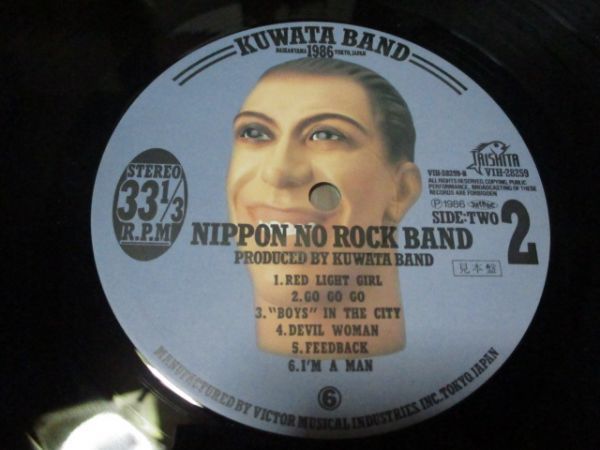 KUWATA BAND
DAIKANYAMA 1986 TOKYO, JAPAN
STEREO
33 1/3
R.P.M
TAISHITA
VIH-28259-B VIH-28259
ALL RIGHTS RESERVED, COPYING, PUBLIC
PERFORMANCE, BROADCASTING OF THESE
RECORDS ARE FORBIDDEN
Ⓟ1986
SIDE:TWO 2
NIPPON NO ROCK BAND
PRODUCED BY KUWATA BAND
見本盤
1.RED LIGHT GIRL
2.GO GO GO
3."BOYS" IN THE CITY
4.DEVIL WOMAN
5.FEEDBACK
6.I'M A MAN
6
MANUFACTURED BY VICTOR MUSICAL INDUSTRIES, INC. TOKYO, JAPAN